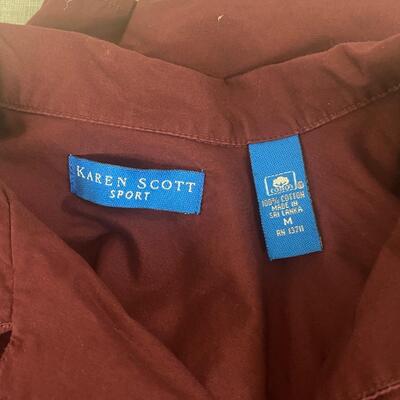 KAREN SCOTT
SPORT
COTTON
100% COTTON
MADE IN
SRI LANKA
M
RN 13711